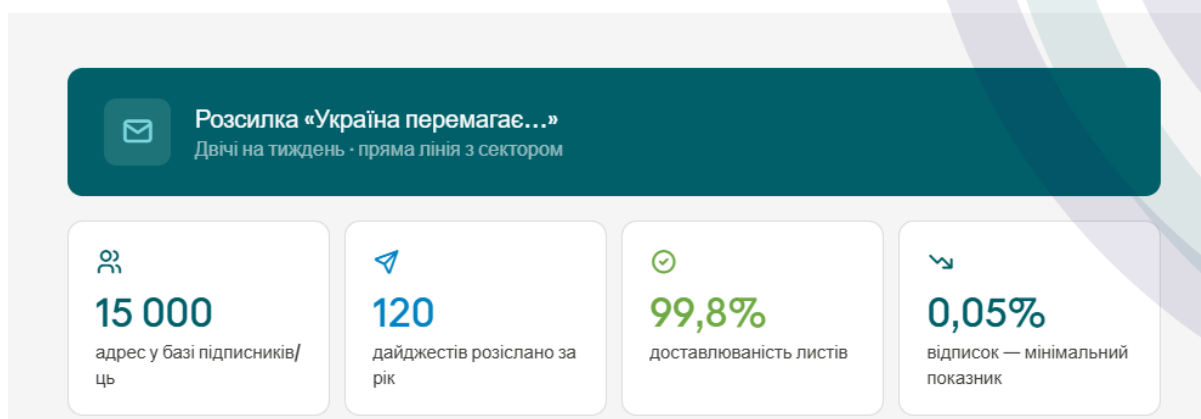 Розсилка «Україна перемагає…»
Двічі на тиждень · пряма лінія з сектором
15 000
адрес у базі підписників/
ць
120
дайджестів розіслано за
рік
99,8%
доставлюваність листів
0,05%
відписок — мінімальний
показник